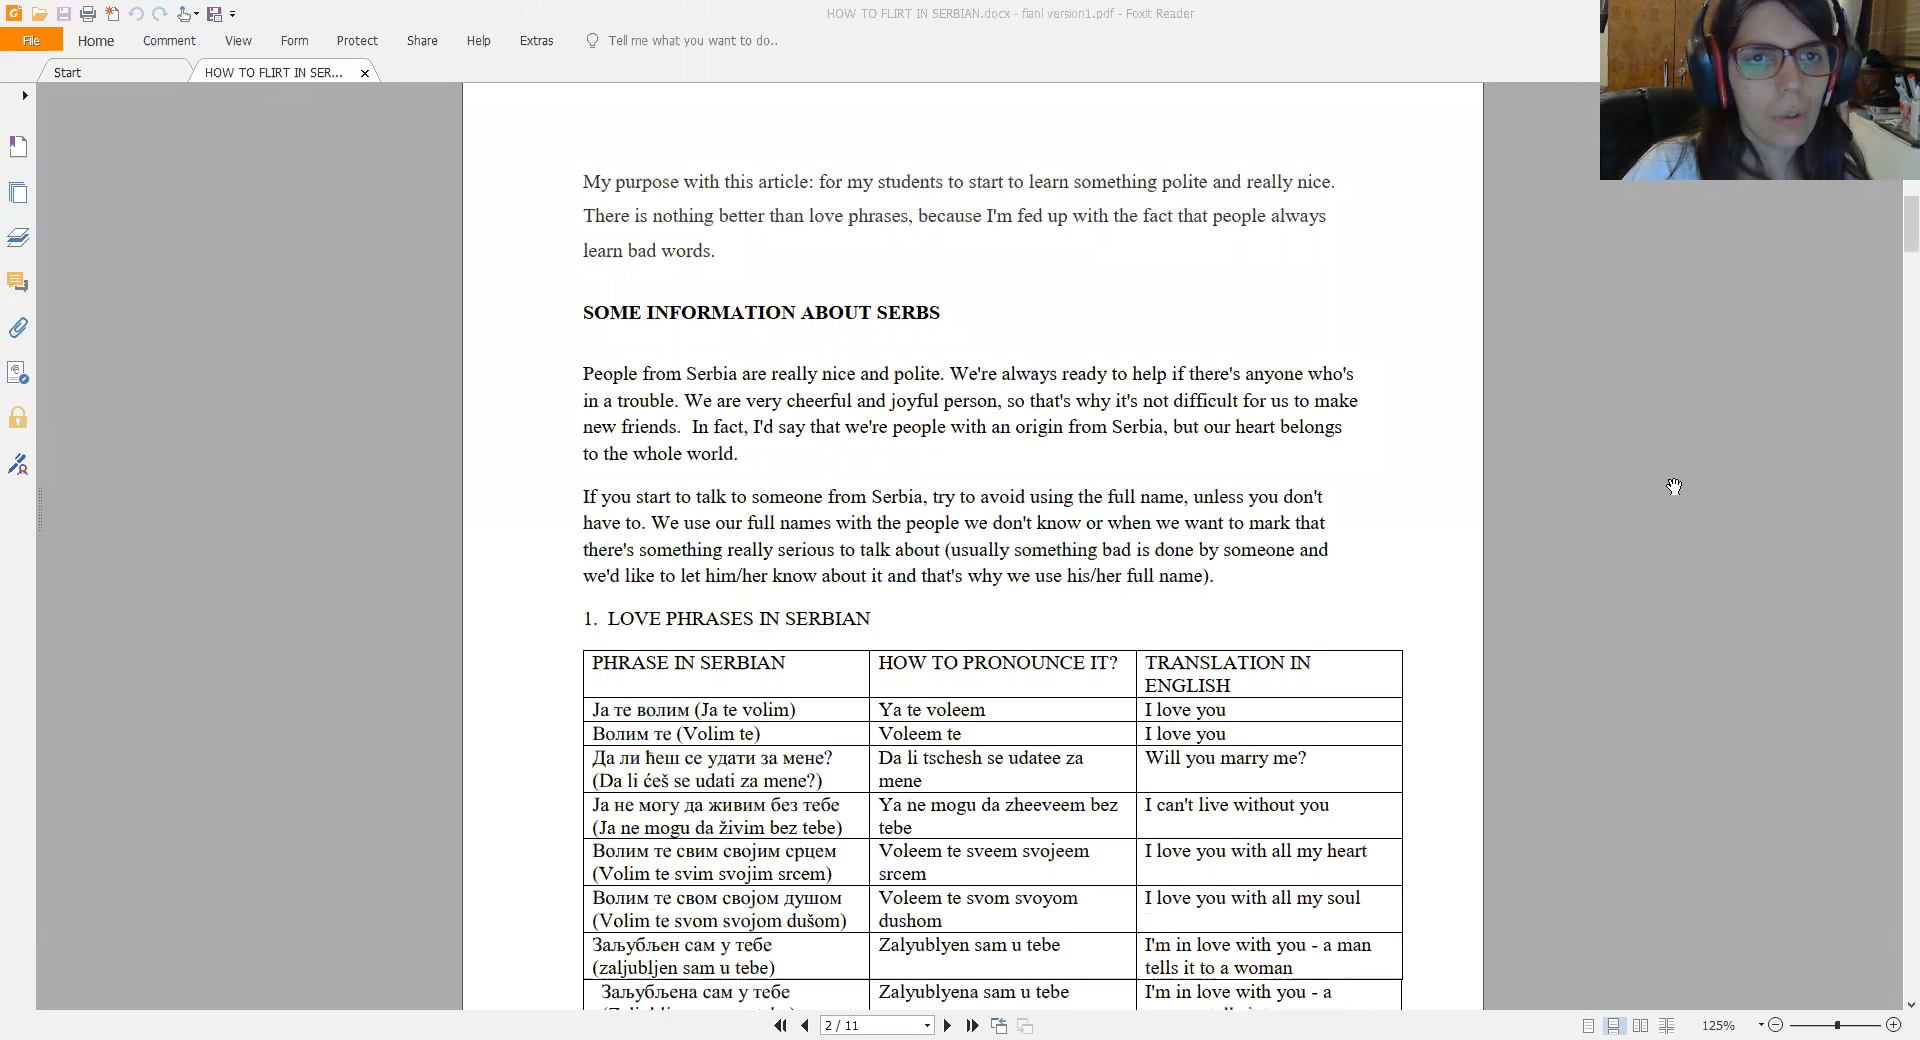 HOW TO FLIRT IN SERBIAN.docx - fianl version1.pdf - Foxit Reader
File Home Comment View Form Protect Share Help Extras Tell me what you want to do..
Start HOW TO FLIRT IN SER...
My purpose with this article: for my students to start to learn something polite and really nice.
There is nothing better than love phrases, because I'm fed up with the fact that people always
learn bad words.
SOME INFORMATION ABOUT SERBS
People from Serbia are really nice and polite. We're always ready to help if there's anyone who's
in a trouble. We are very cheerful and joyful person, so that's why it's not difficult for us to make
new friends. In fact, I'd say that we're people with an origin from Serbia, but our heart belongs
to the whole world.
If you start to talk to someone from Serbia, try to avoid using the full name, unless you don't
have to. We use our full names with the people we don't know or when we want to mark that
there's something really serious to talk about (usually something bad is done by someone and
we'd like to let him/her know about it and that's why we use his/her full name).
1. LOVE PHRASES IN SERBIAN
PHRASE IN SERBIAN HOW TO PRONOUNCE IT? TRANSLATION IN
ENGLISH
Ја те волим (Ja te volim) Ya te voleem I love you
Волим те (Volim te) Voleem te I love you
Да ли ћеш се удати за мене? Da li tschesh se udatee za Will you marry me?
(Da li ćeš se udati za mene?) mene
Ја не могу да живим без тебе Ya ne mogu da zheeveem bez I can't live without you
(Ja ne mogu da živim bez tebe) tebe
Волим те свим својим срцем Voleem te sveem svojeem I love you with all my heart
(Volim te svim svojim srcem) srcem
Волим те свом својом душом Voleem te svom svoyom I love you with all my soul
(Volim te svom svojom dušom) dushom
Заљубљен сам у тебе Zalyublyen sam u tebe I'm in love with you - a man
(zaljubljen sam u tebe) tells it to a woman
Заљубљена сам у тебе Zalyublyena sam u tebe I'm in love with you - a
2 / 11 125%